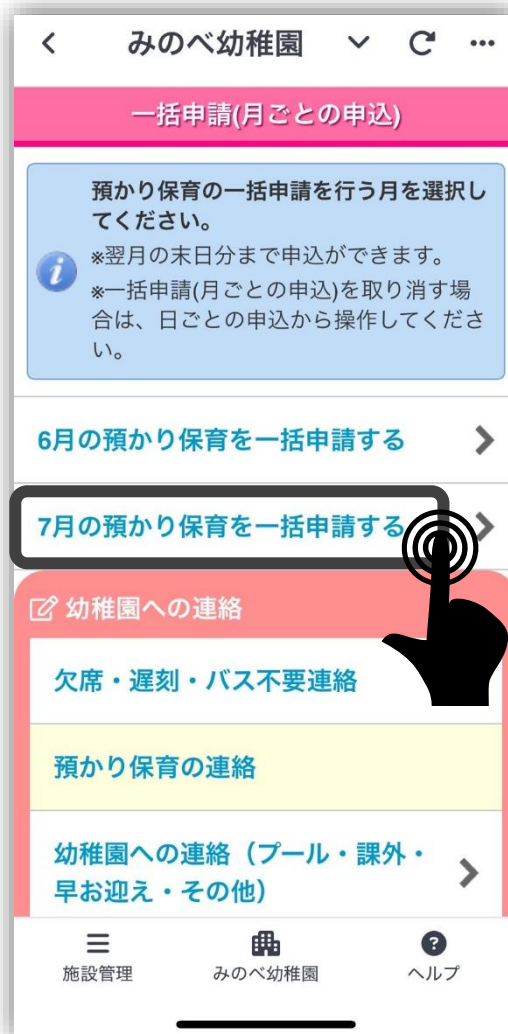 みのべ幼稚園
一括申請(月ごとの申込)
預かり保育の一括申請を行う月を選択し
てください。
※翌月の末日分まで申込ができます。
※一括申請(月ごとの申込)を取り消す場
合は、日ごとの申込から操作してくださ
い。
6月の預かり保育を一括申請する
7月の預かり保育を一括申請する
幼稚園への連絡
欠席・遅刻・バス不要連絡
預かり保育の連絡
幼稚園への連絡（プール・課外・
早お迎え・その他）
施設管理
みのべ幼稚園
ヘルプ